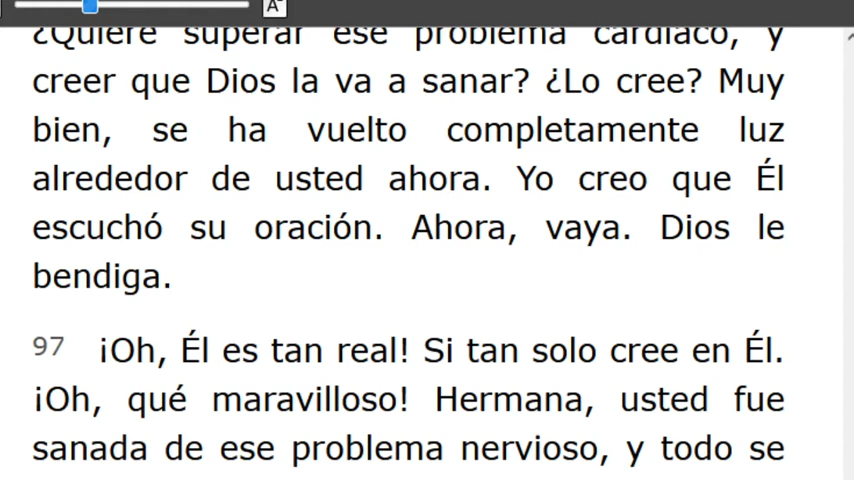 A
¿Quiere superar ese problema cardíaco, y
creer que Dios la va a sanar? ¿Lo cree? Muy
bien, se ha vuelto completamente luz
alrededor de usted ahora. Yo creo que Él
escuchó su oración. Ahora, vaya. Dios le
bendiga.
97 ¡Oh, Él es tan real! Si tan solo cree en Él.
¡Oh, qué maravilloso! Hermana, usted fue
sanada de ese problema nervioso, y todo se